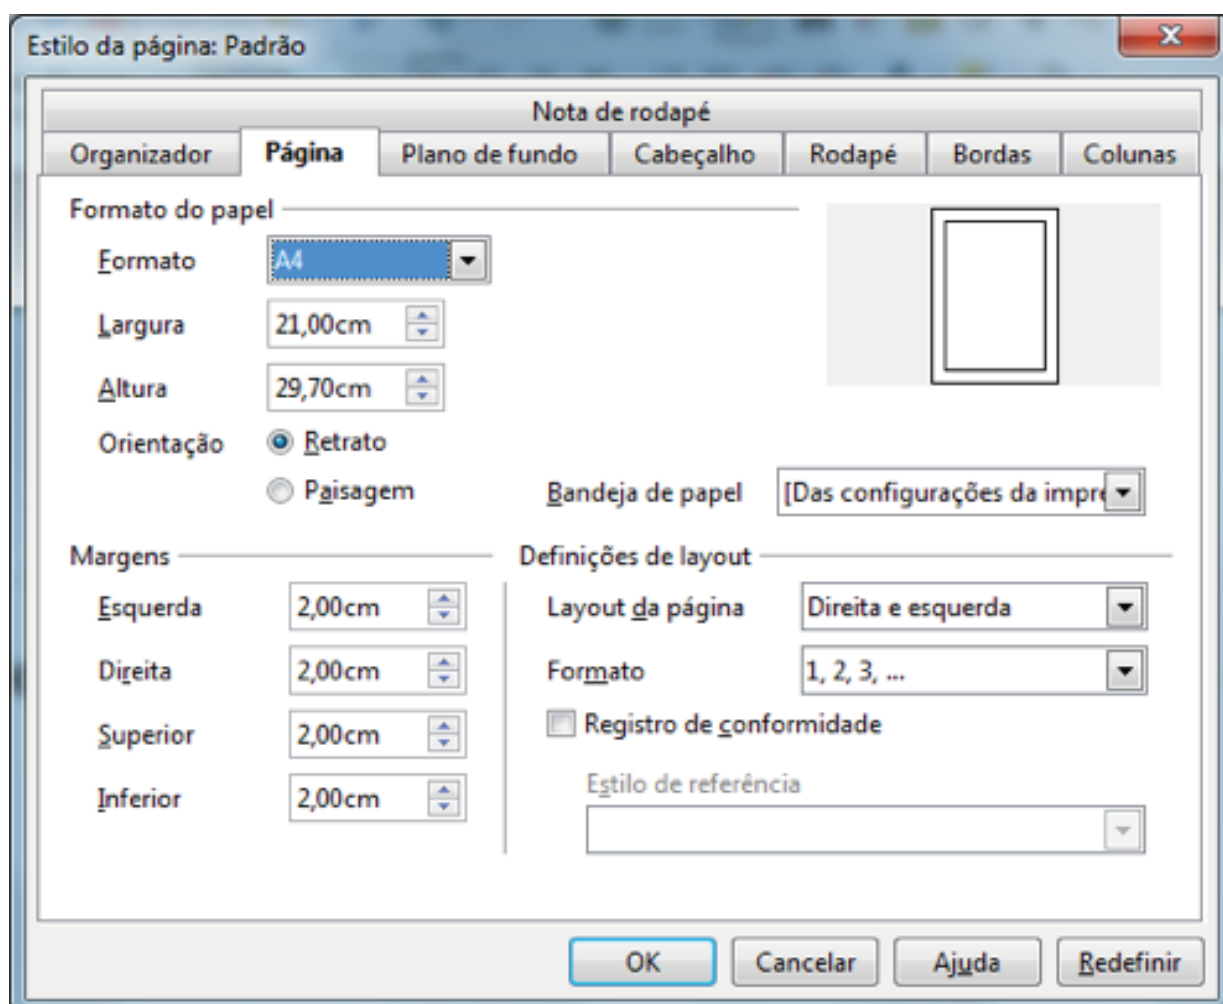 Estilo da página: Padrão
Nota de rodapé
Organizador Página Plano de fundo Cabeçalho Rodapé Bordas Colunas
Formato do papel
Formato A4
Largura 21,00cm
Altura 29,70cm
Orientação Retrato
Paisagem Bandeja de papel [Das configurações da impre
Margens Definições de layout
Esquerda 2,00cm Layout da página Direita e esquerda
Direita 2,00cm Formato 1, 2, 3, ...
Superior 2,00cm Registro de conformidade
Estilo de referência
Inferior 2,00cm
OK Cancelar Ajuda Redefinir